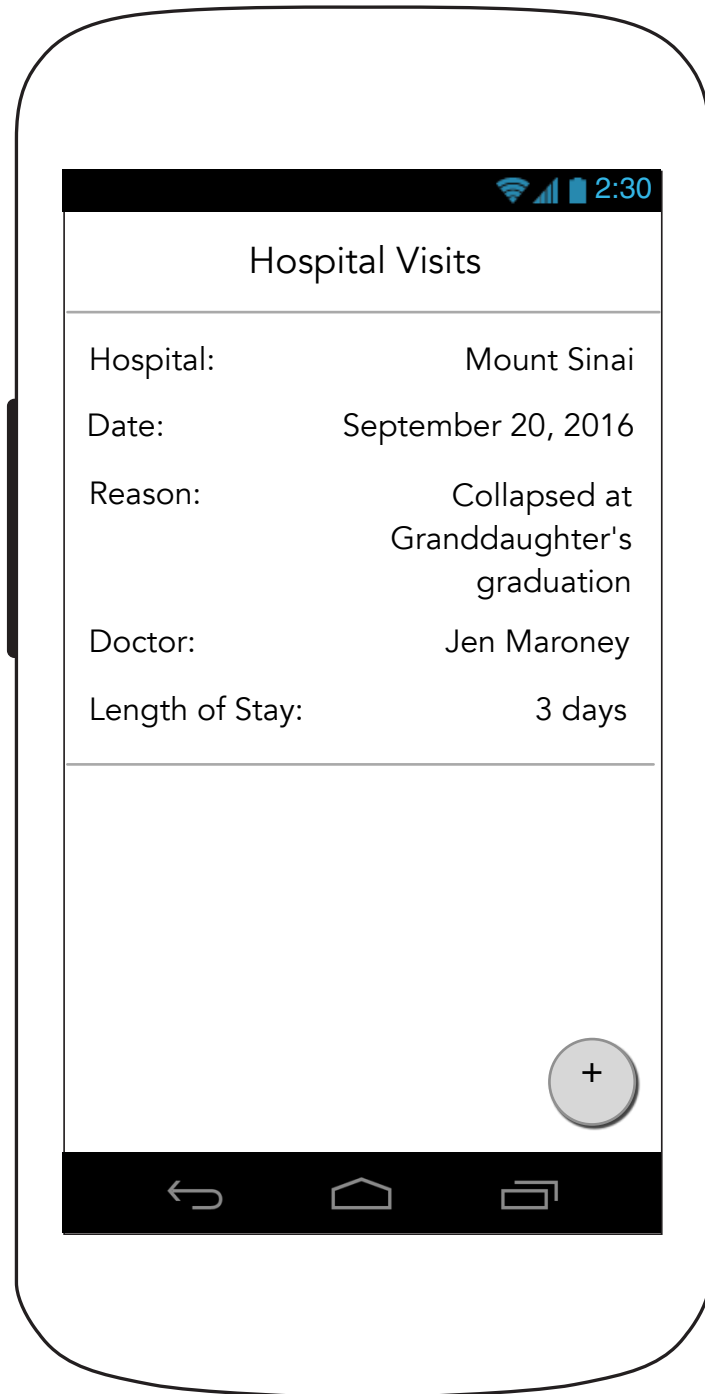 2:30
Hospital Visits
Hospital: Mount Sinai
Date: September 20, 2016
Reason: Collapsed at
Granddaughter's
graduation
Doctor: Jen Maroney
Length of Stay: 3 days
+